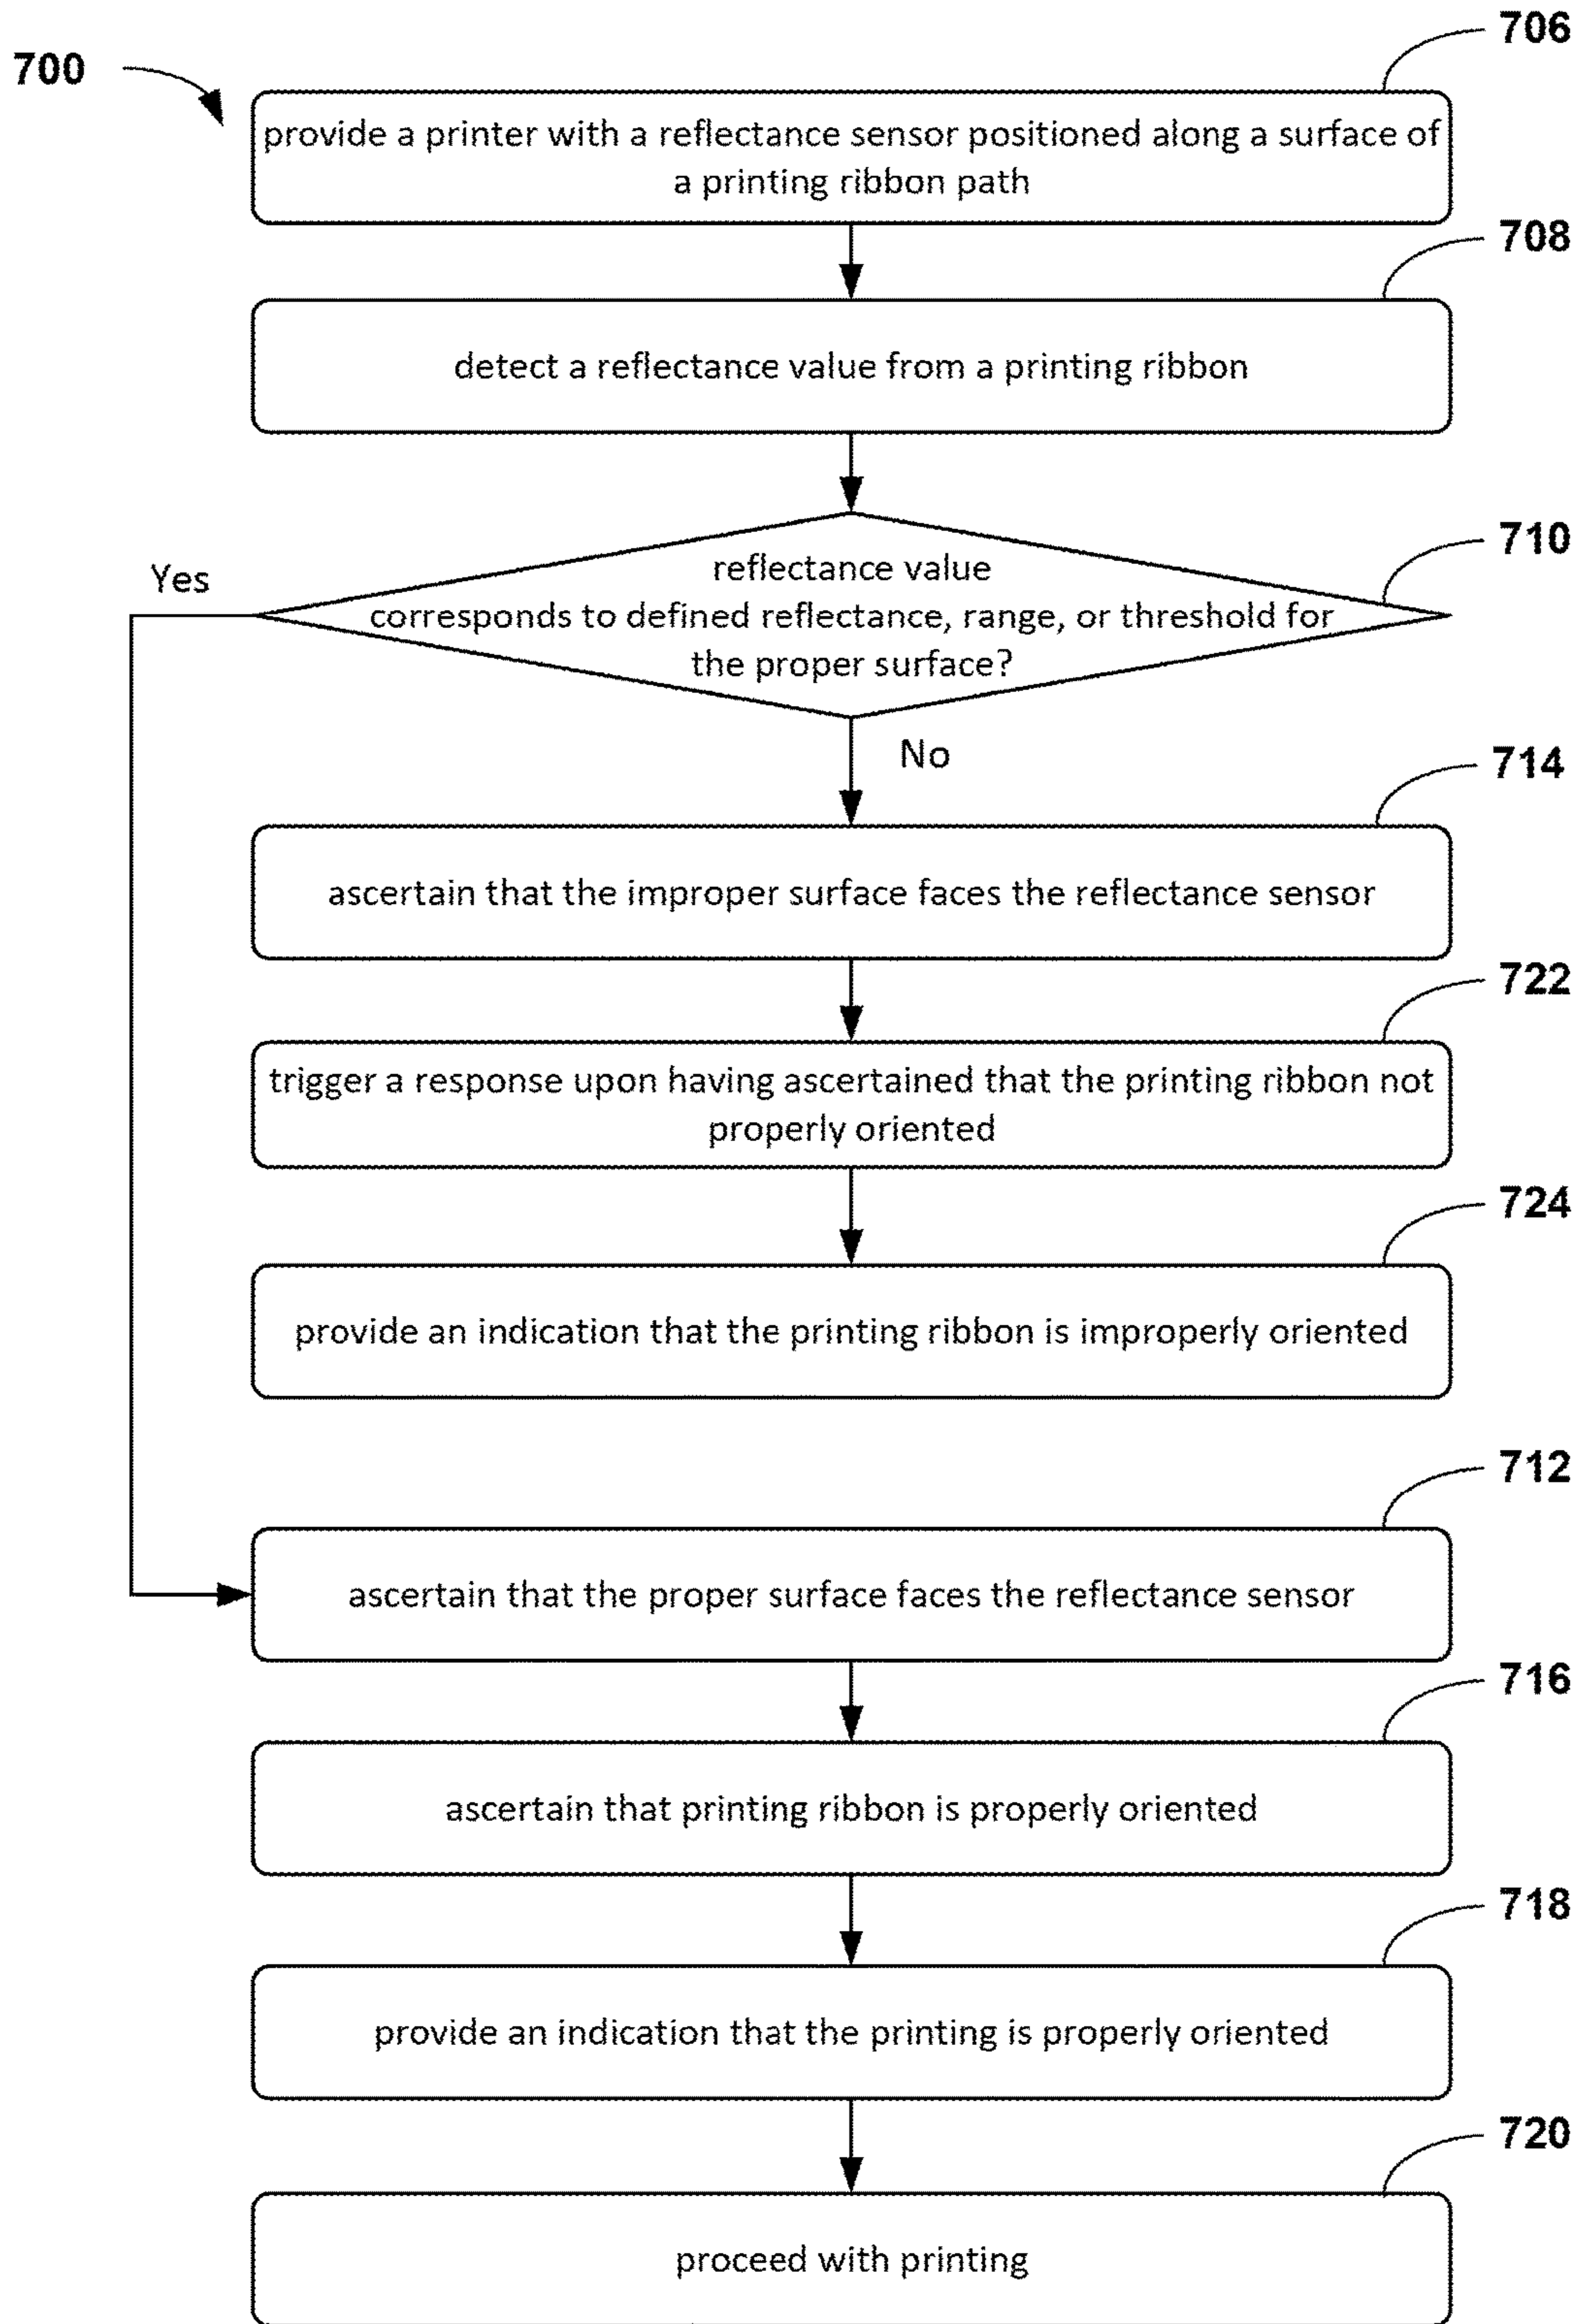 706
700
provide a printer with a reflectance sensor positioned along a surface of
a printing ribbon path
708
detect a reflectance value from a printing ribbon
710
Yes
reflectance value
corresponds to defined reflectance, range, or threshold for
the proper surface?
No
714
ascertain that the improper surface faces the reflectance sensor
722
trigger a response upon having ascertained that the printing ribbon not
properly oriented
724
provide an indication that the printing ribbon is improperly oriented
712
ascertain that the proper surface faces the reflectance sensor
716
ascertain that printing ribbon is properly oriented
718
provide an indication that the printing is properly oriented
720
proceed with printing